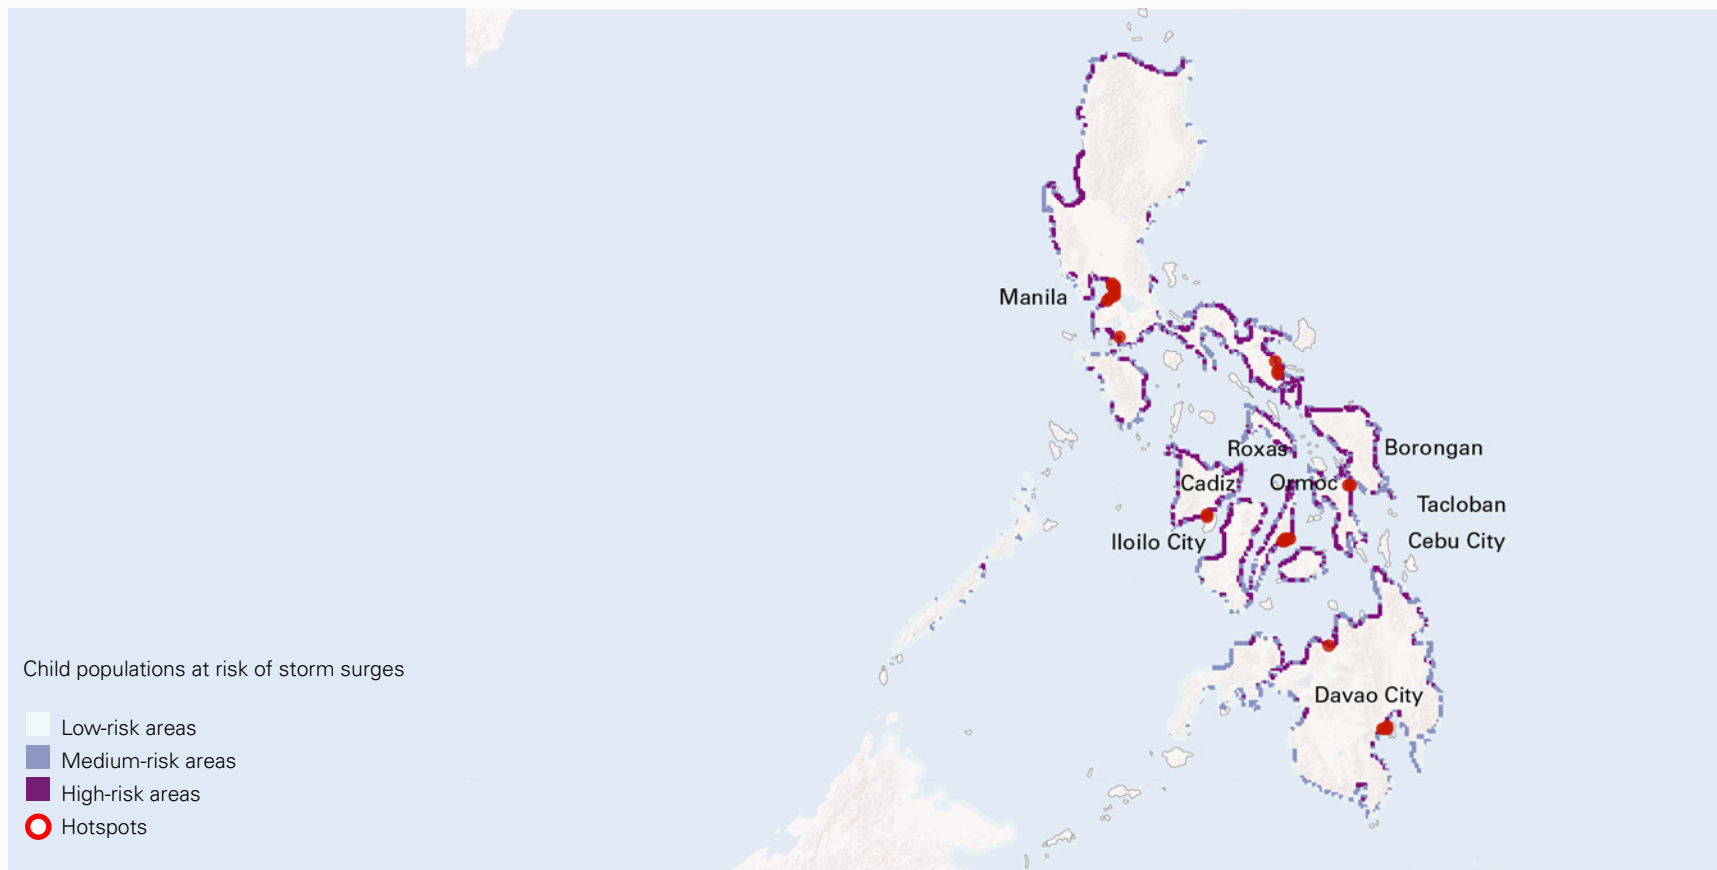 Manila
Roxas
Borongan
Cadiz
Ormoc
Tacloban
Iloilo City
Cebu City
Davao City
Child populations at risk of storm surges
Low-risk areas
Medium-risk areas
High-risk areas
Hotspots